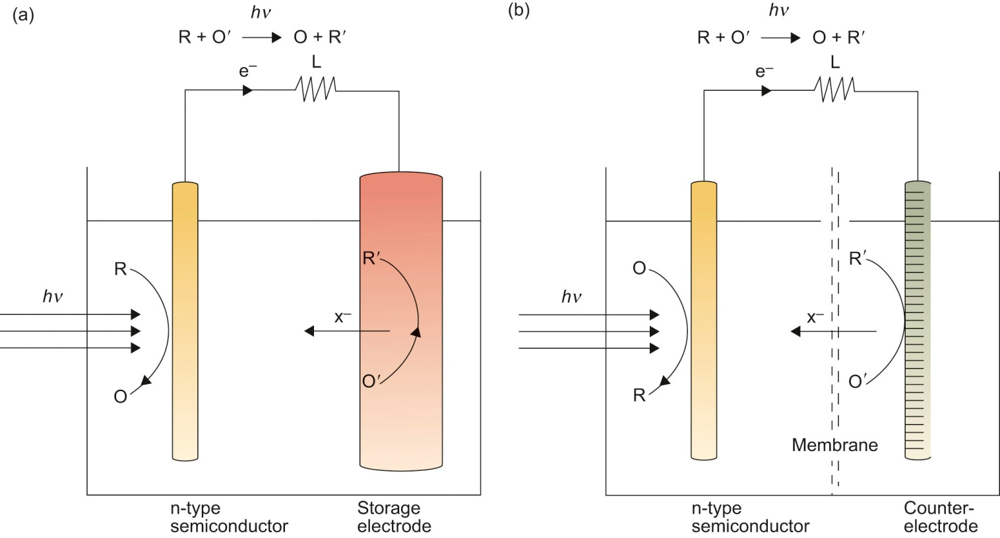 (a)
hν
R + O′ → O + R′
L
e⁻
R
hν
O
R′
x⁻
O′
n-type
semiconductor
Storage
electrode
(b)
hν
R + O′ → O + R′
L
e⁻
O
hν
R
R′
x⁻
O′
Membrane
n-type
semiconductor
Counter-
electrode